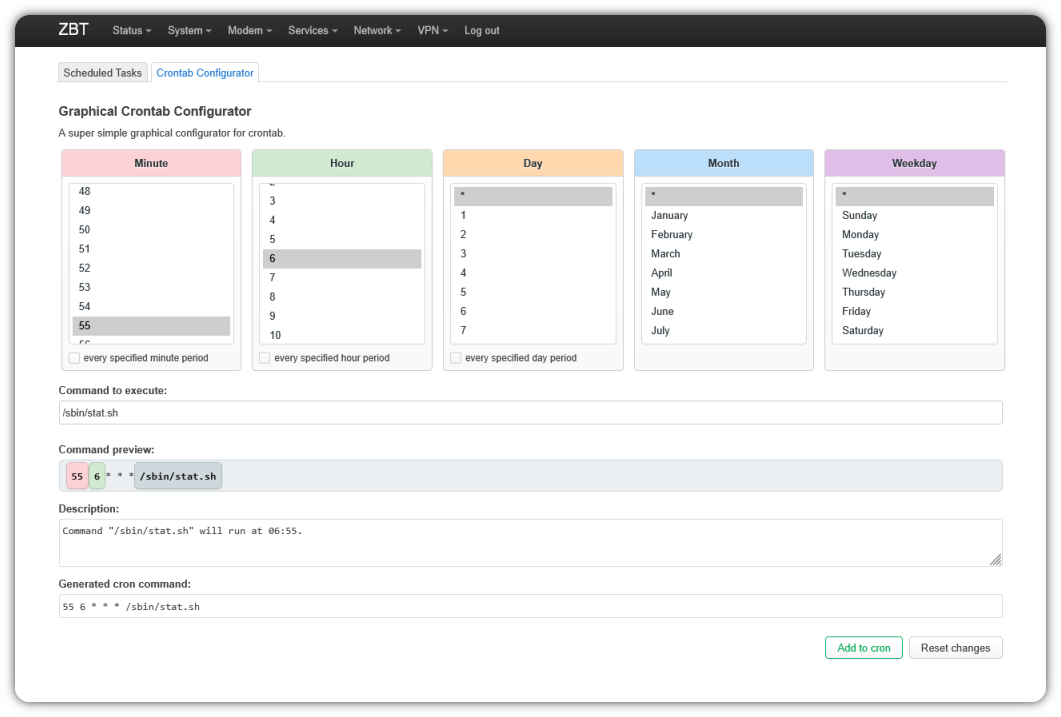 ZBT Status System Modem Services Network VPN Log out
Scheduled Tasks Crontab Configurator
Graphical Crontab Configurator
A super simple graphical configurator for crontab.
Minute Hour Day Month Weekday
48 * * *
49 3 1 January Sunday
50 4 2 February Monday
51 5 3 March Tuesday
52 6 4 April Wednesday
53 7 5 May Thursday
54 8 6 June Friday
55 9 7 July Saturday
10
every specified minute period every specified hour period every specified day period
Command to execute:
/sbin/stat.sh
Command preview:
55 6 * * * /sbin/stat.sh
Description:
Command "/sbin/stat.sh" will run at 06:55.
Generated cron command:
55 6 * * * /sbin/stat.sh
Add to cron Reset changes